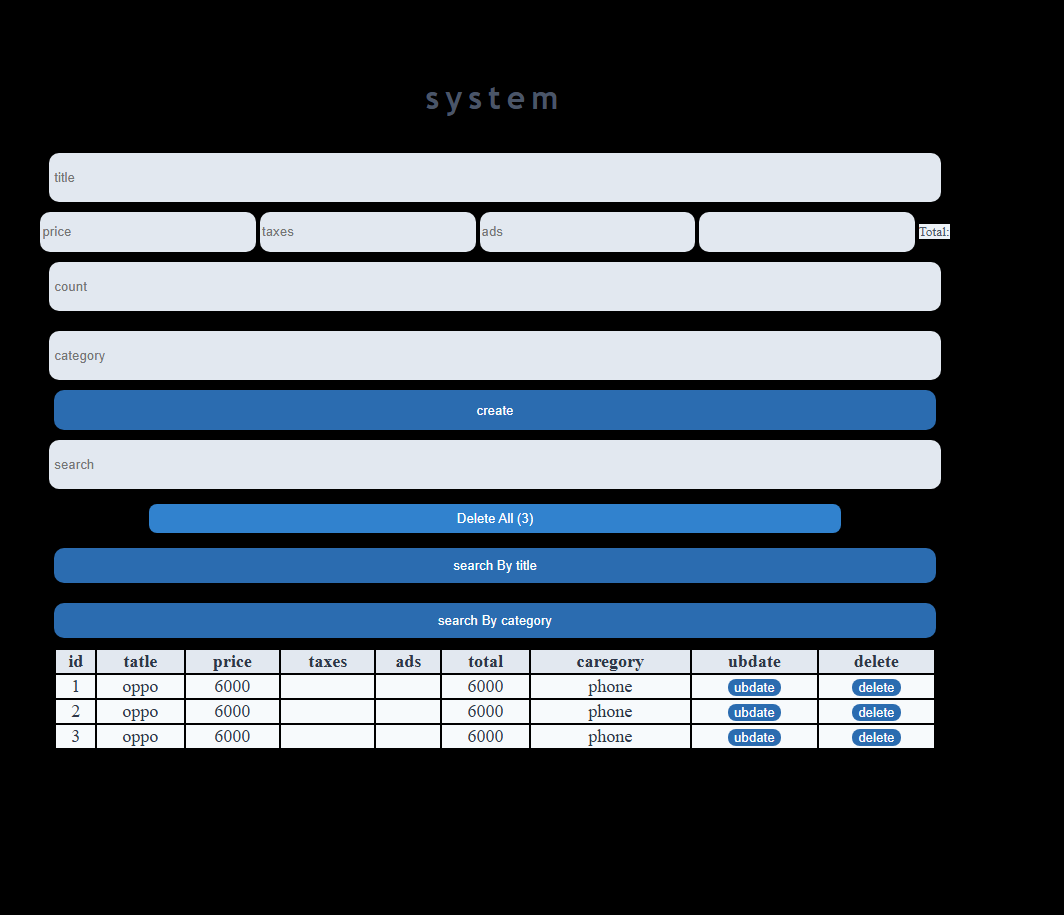 system
title
price taxes ads Total:
count
category
create
search
Delete All (3)
search By title
search By category
id tatle price taxes ads total caregory ubdate delete
1 oppo 6000 6000 phone ubdate delete
2 oppo 6000 6000 phone ubdate delete
3 oppo 6000 6000 phone ubdate delete